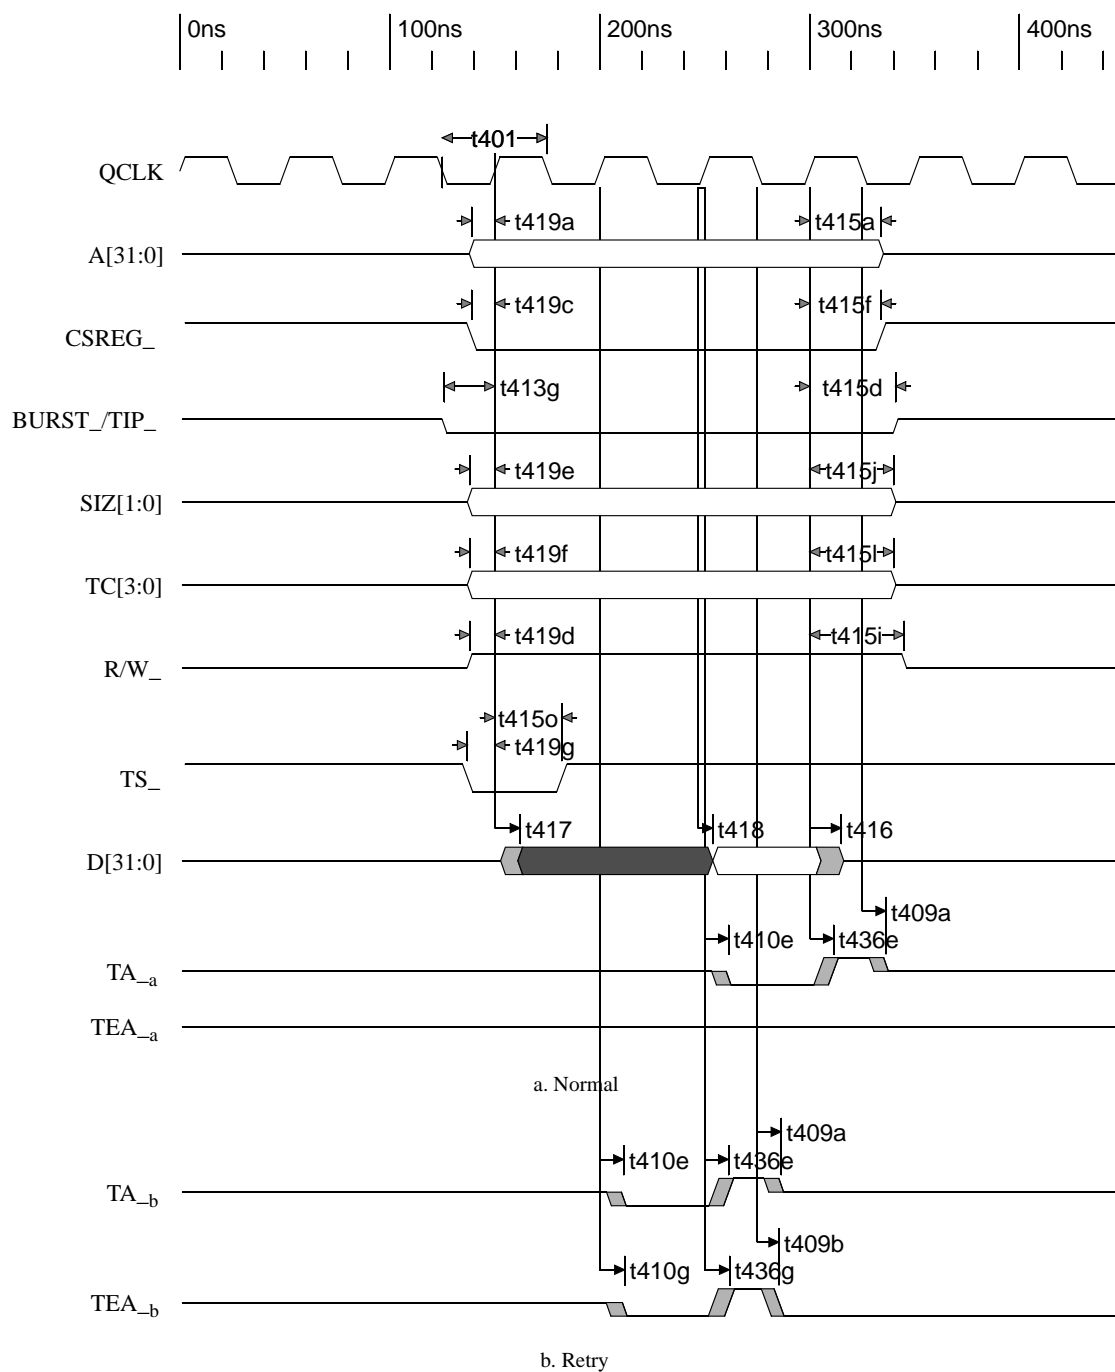 0ns 100ns 200ns 300ns 400ns
t401
QCLK
t419a t415a
A[31:0]
t419c t415f
CSREG_
t413g t415d
BURST_/TIP_
t419e t415j
SIZ[1:0]
t419f t415l
TC[3:0]
t419d t415i
R/W_
t415o
t419g
TS_
t417 t418 t416
D[31:0]
t409a
t410e t436e
TA_a
TEA_a
a. Normal
t409a
t410e t436e
TA_b
t409b
t410g t436g
TEA_b
b. Retry